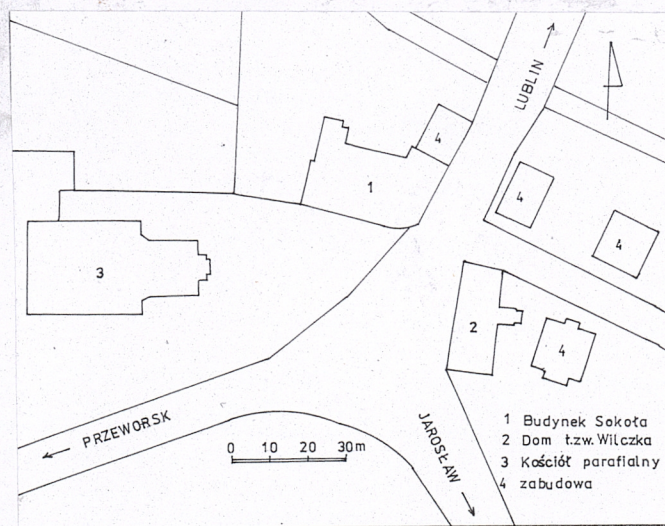 LUBLIN
4
1
4
4
3
2
4
PRZEWORSK
JAROSŁAW
0 10 20 30m
1 Budynek Sokoła
2 Dom t.zw. Wilczka
3 Kościół parafialny
4 zabudowa